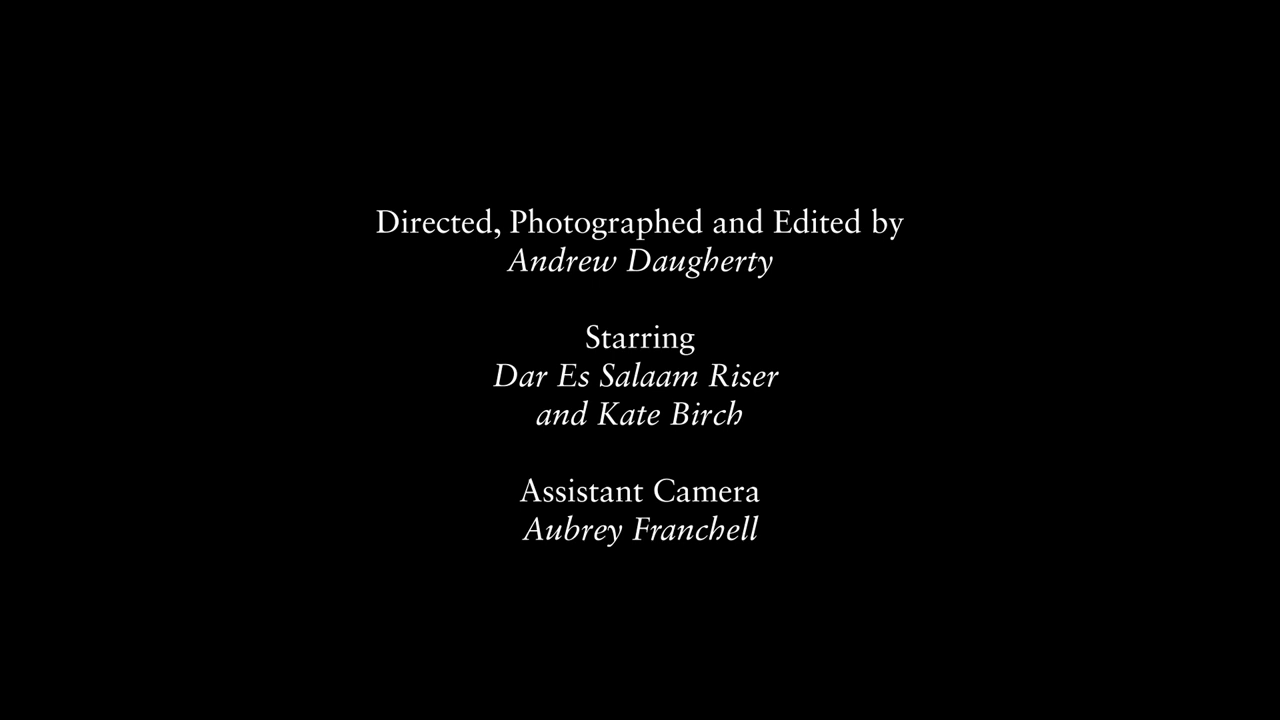 Directed, Photographed and Edited by
Andrew Daugherty
Starring
Dar Es Salaam Riser
and Kate Birch
Assistant Camera
Aubrey Franchell